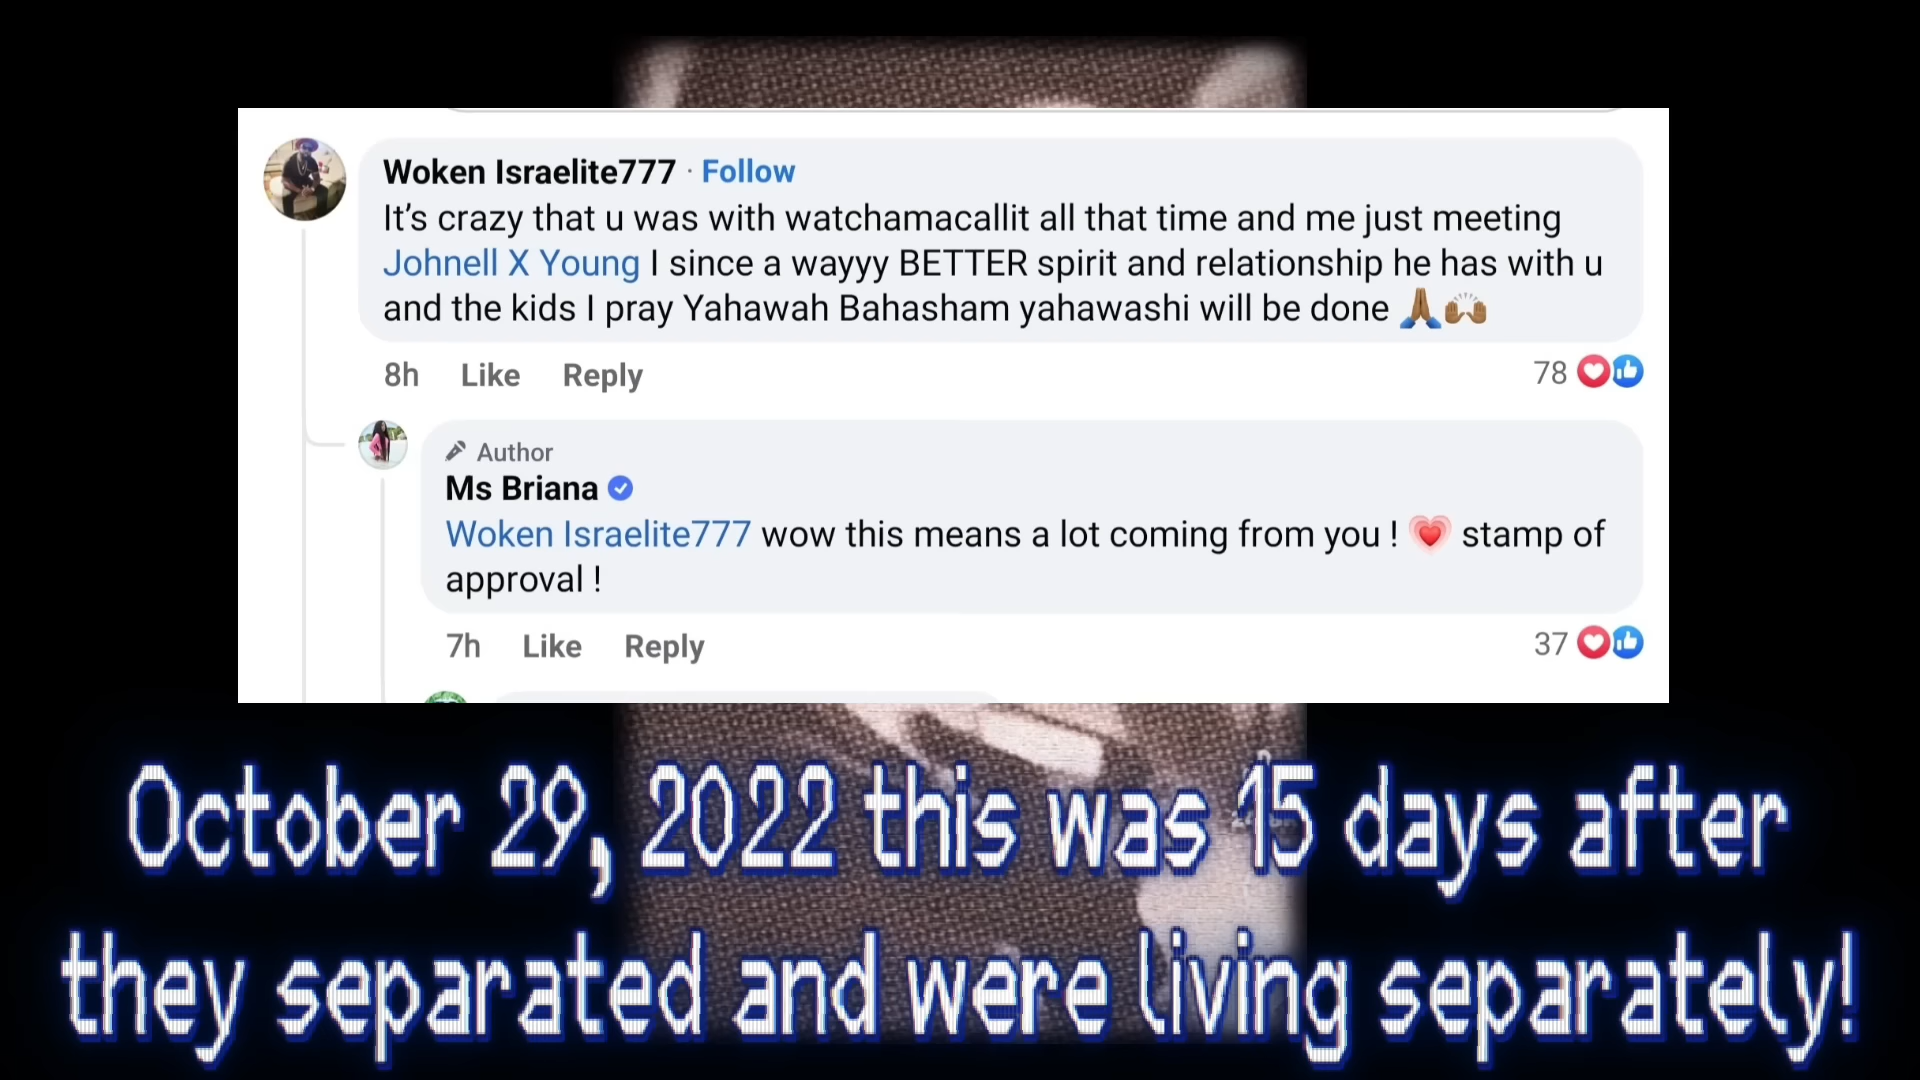 Woken Israelite777 · Follow
It’s crazy that u was with watchamacallit all that time and me just meeting
Johnell X Young I since a wayyy BETTER spirit and relationship he has with u
and the kids I pray Yahawah Bahasham yahawashi will be done 🙏🏾🙌🏾
8h Like Reply 78
Author
Ms Briana
Woken Israelite777 wow this means a lot coming from you ! 💗 stamp of
approval !
7h Like Reply 37
October 29, 2022 this was 15 days after
they separated and were living separately!